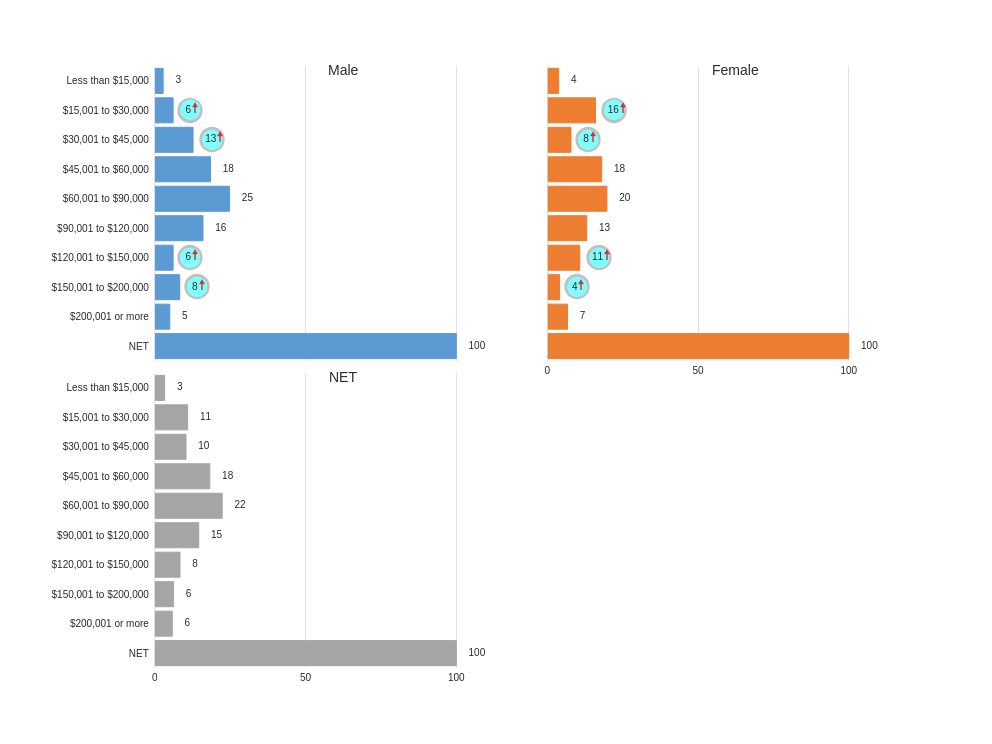 Male
Less than $15,000 3
$15,001 to $30,000 6
$30,001 to $45,000 13
$45,001 to $60,000 18
$60,001 to $90,000 25
$90,001 to $120,000 16
$120,001 to $150,000 6
$150,001 to $200,000 8
$200,001 or more 5
NET 100
Female
4
16
8
18
20
13
11
4
7
100
0 50 100
NET
Less than $15,000 3
$15,001 to $30,000 11
$30,001 to $45,000 10
$45,001 to $60,000 18
$60,001 to $90,000 22
$90,001 to $120,000 15
$120,001 to $150,000 8
$150,001 to $200,000 6
$200,001 or more 6
NET 100
0 50 100